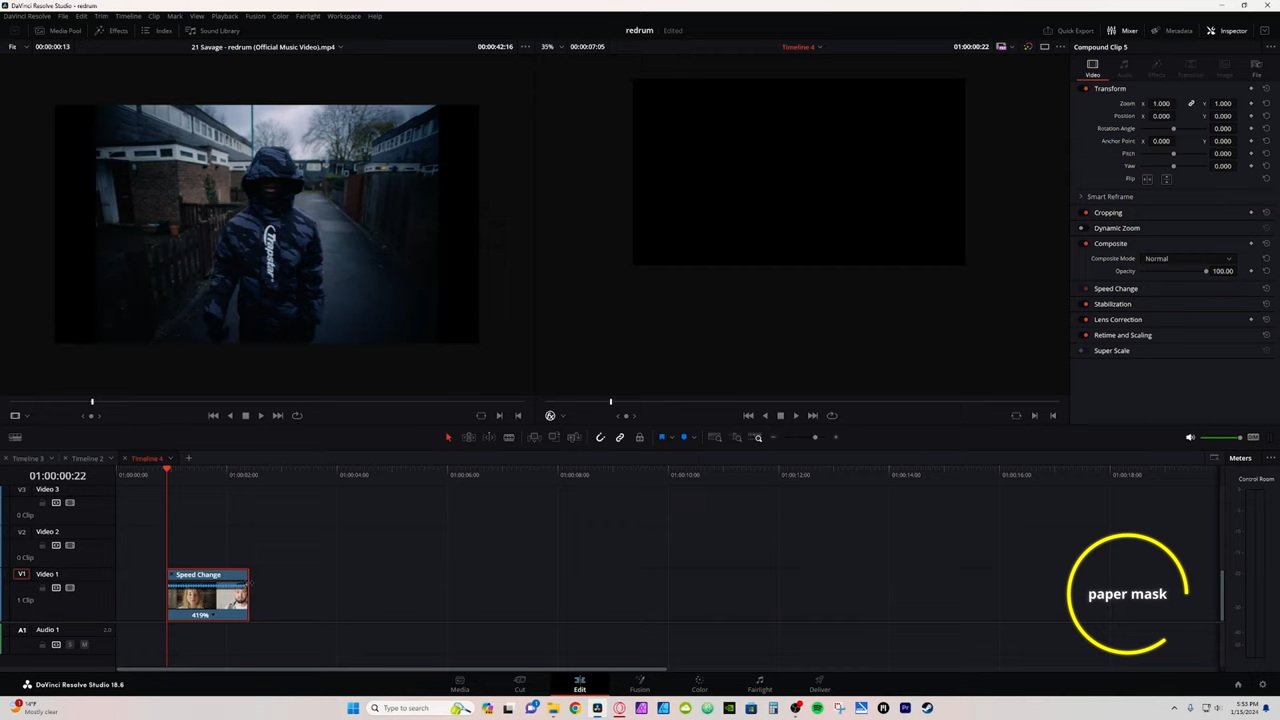 DaVinci Resolve Studio - redrum
DaVinci Resolve File Edit Trim Timeline Clip Mark View Playback Fusion Color Fairlight Workspace Help
Media Pool Effects Index Sound Library redrum Edited Quick Export Mixer Metadata Inspector
Fit 00:00:00:13 21 Savage - redrum (Official Music Video).mp4 00:00:42:16 35% 00:00:07:05 Timeline 4 01:00:00:22 Compound Clip 5
Video Audio Effects Transition Image File
Transform
Zoom X 1.000 Y 1.000
Position X 0.000 Y 0.000
Rotation Angle 0.000
Anchor Point X 0.000 Y 0.000
Pitch 0.000
Yaw 0.000
Flip
Smart Reframe
Cropping
Dynamic Zoom
Composite
Composite Mode Normal
Opacity 100.00
Speed Change
Stabilization
Lens Correction
Retime and Scaling
Super Scale
Trapstar
DIM
Timeline 3 Timeline 2 Timeline 4 Meters
01:00:00:22 01:00:00:00 01:00:02:00 01:00:04:00 01:00:06:00 01:00:08:00 01:00:10:00 01:00:12:00 01:00:14:00 01:00:16:00 01:00:18:00 Control Room
V3 Video 3
0 Clip
V2 Video 2
0 Clip
V1 Video 1 Speed Change
1 Clip
419%
A1 Audio 1 2.0
S M
paper mask
DaVinci Resolve Studio 18.6 Media Cut Edit Fusion Color Fairlight Deliver
14°F
Mostly clear
Type to search
5:53 PM
1/15/2024